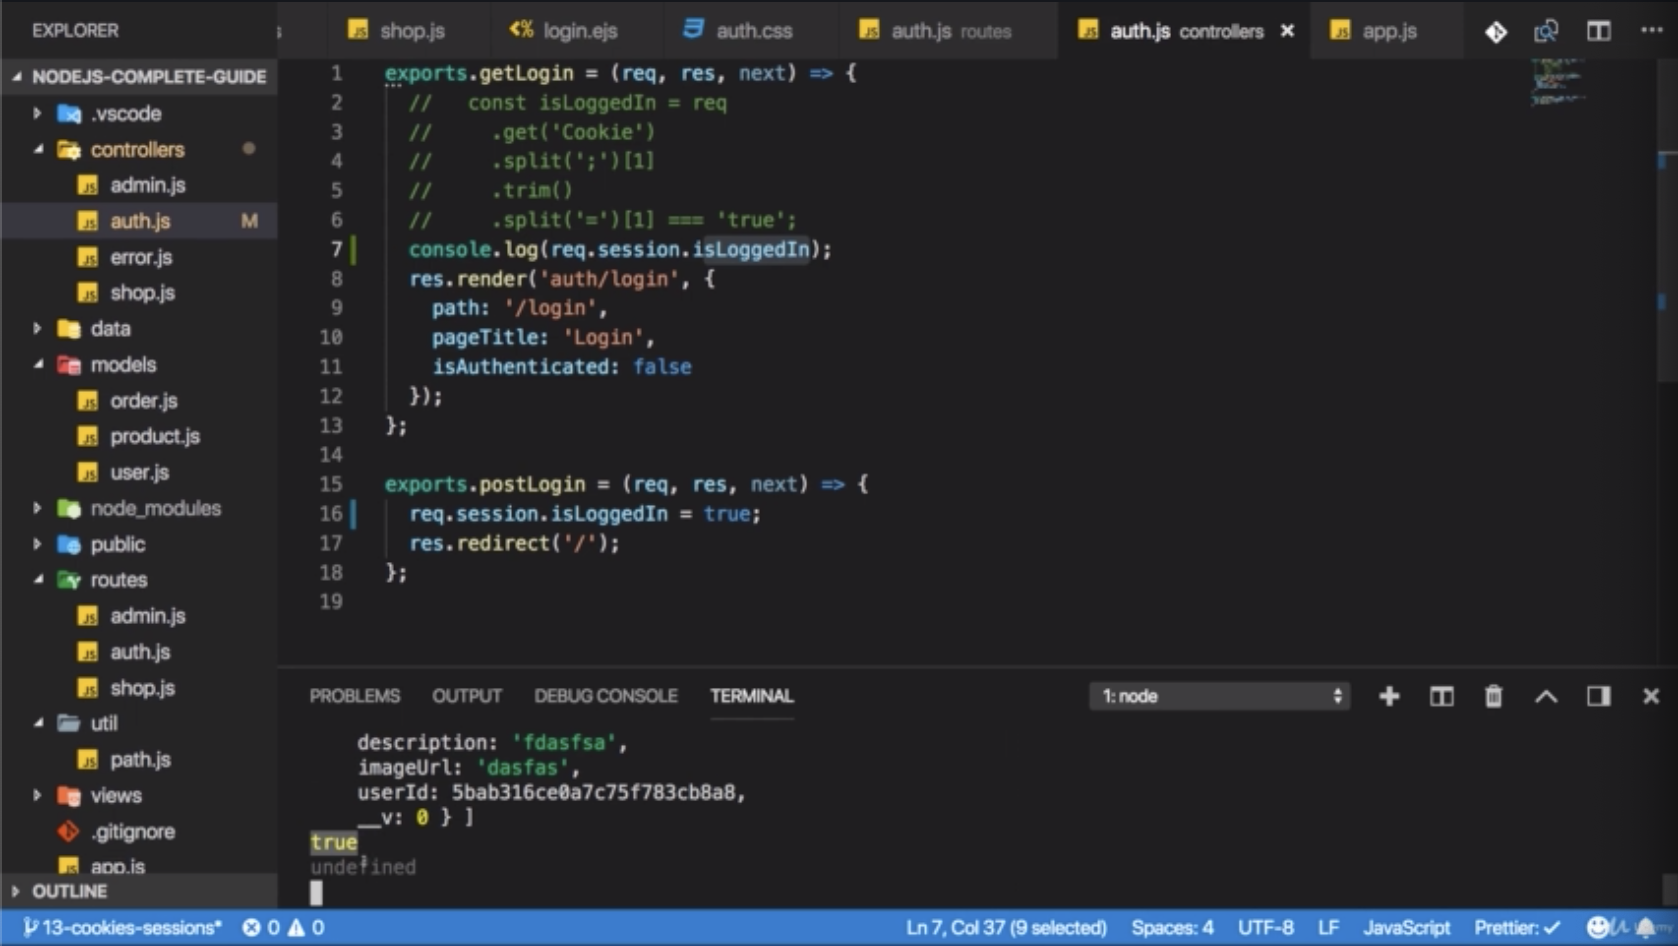 EXPLORER
shop.js
login.ejs
auth.css
auth.js routes
auth.js controllers
app.js
NODEJS-COMPLETE-GUIDE
.vscode
controllers
admin.js
auth.js M
error.js
shop.js
data
models
order.js
product.js
user.js
node_modules
public
routes
admin.js
auth.js
shop.js
util
path.js
views
.gitignore
app.js
OUTLINE
1 exports.getLogin = (req, res, next) => {
2 //   const isLoggedIn = req
3 //     .get('Cookie')
4 //     .split(';')[1]
5 //     .trim()
6 //     .split('=')[1] === 'true';
7 console.log(req.session.isLoggedIn);
8 res.render('auth/login', {
9 path: '/login',
10 pageTitle: 'Login',
11 isAuthenticated: false
12 });
13 };
14
15 exports.postLogin = (req, res, next) => {
16 req.session.isLoggedIn = true;
17 res.redirect('/');
18 };
19
PROBLEMS OUTPUT DEBUG CONSOLE TERMINAL 1: node
description: 'fdasfsa',
imageUrl: 'dasfas',
userId: 5bab316ce0a7c75f783cb8a8,
__v: 0 } ]
true
undefined
13-cookies-sessions* 0 0 Ln 7, Col 37 (9 selected) Spaces: 4 UTF-8 LF JavaScript Prettier: ✓